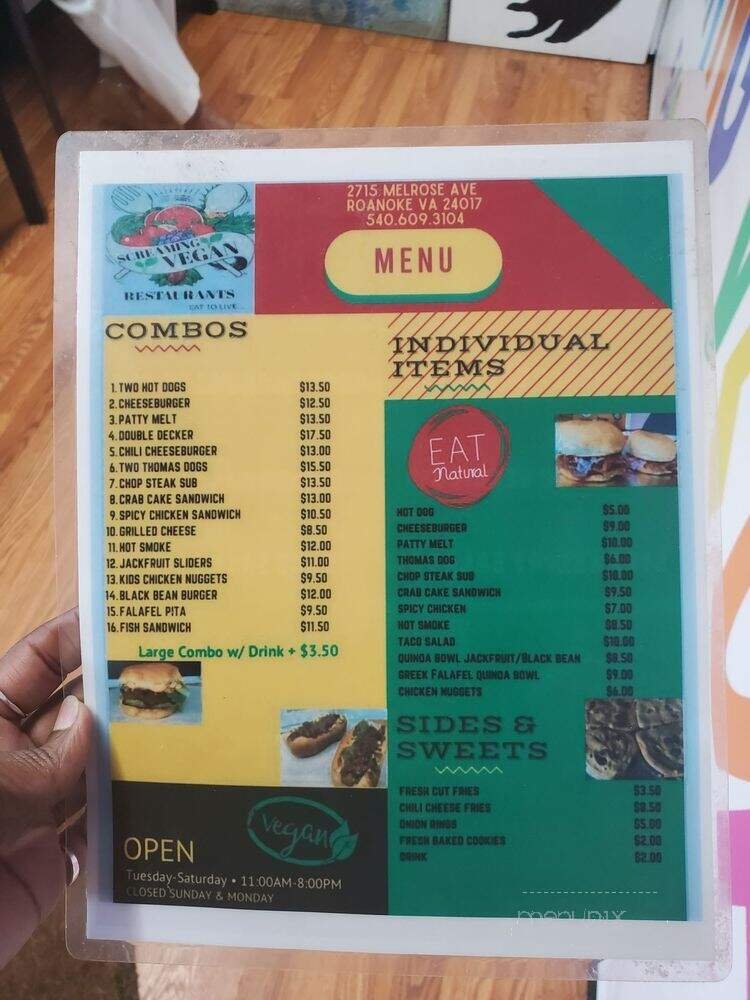 2715 MELROSE AVE
ROANOKE VA 24017
540.609.3104
SCREAMING
VEGAN
RESTAURANTS
EAT TO LIVE...
MENU
COMBOS
1. TWO HOT DOGS $13.50
2. CHEESEBURGER $12.50
3. PATTY MELT $13.50
4. DOUBLE DECKER $17.50
5. CHILI CHEESEBURGER $13.00
6. TWO THOMAS DOGS $15.50
7. CHOP STEAK SUB $13.50
8. CRAB CAKE SANDWICH $13.00
9. SPICY CHICKEN SANDWICH $10.50
10. GRILLED CHEESE $8.50
11. HOT SMOKE $12.00
12. JACKFRUIT SLIDERS $11.00
13. KIDS CHICKEN NUGGETS $9.50
14. BLACK BEAN BURGER $12.00
15. FALAFEL PITA $9.50
16. FISH SANDWICH $11.50
Large Combo w/ Drink + $3.50
Vegan
OPEN
Tuesday-Saturday • 11:00AM-8:00PM
CLOSED SUNDAY & MONDAY
INDIVIDUAL
ITEMS
EAT
Natural
HOT DOG $5.00
CHEESEBURGER $9.00
PATTY MELT $10.00
THOMAS DOG $6.00
CHOP STEAK SUB $10.00
CRAB CAKE SANDWICH $9.50
SPICY CHICKEN $7.00
HOT SMOKE $8.50
TACO SALAD $10.00
QUINOA BOWL JACKFRUIT/BLACK BEAN $8.50
GREEK FALAFEL QUINOA BOWL $9.00
CHICKEN NUGGETS $6.00
SIDES &
SWEETS
FRESH CUT FRIES $3.50
CHILI CHEESE FRIES $8.50
ONION RINGS $5.00
FRESH BAKED COOKIES $2.00
DRINK $2.00
menupix